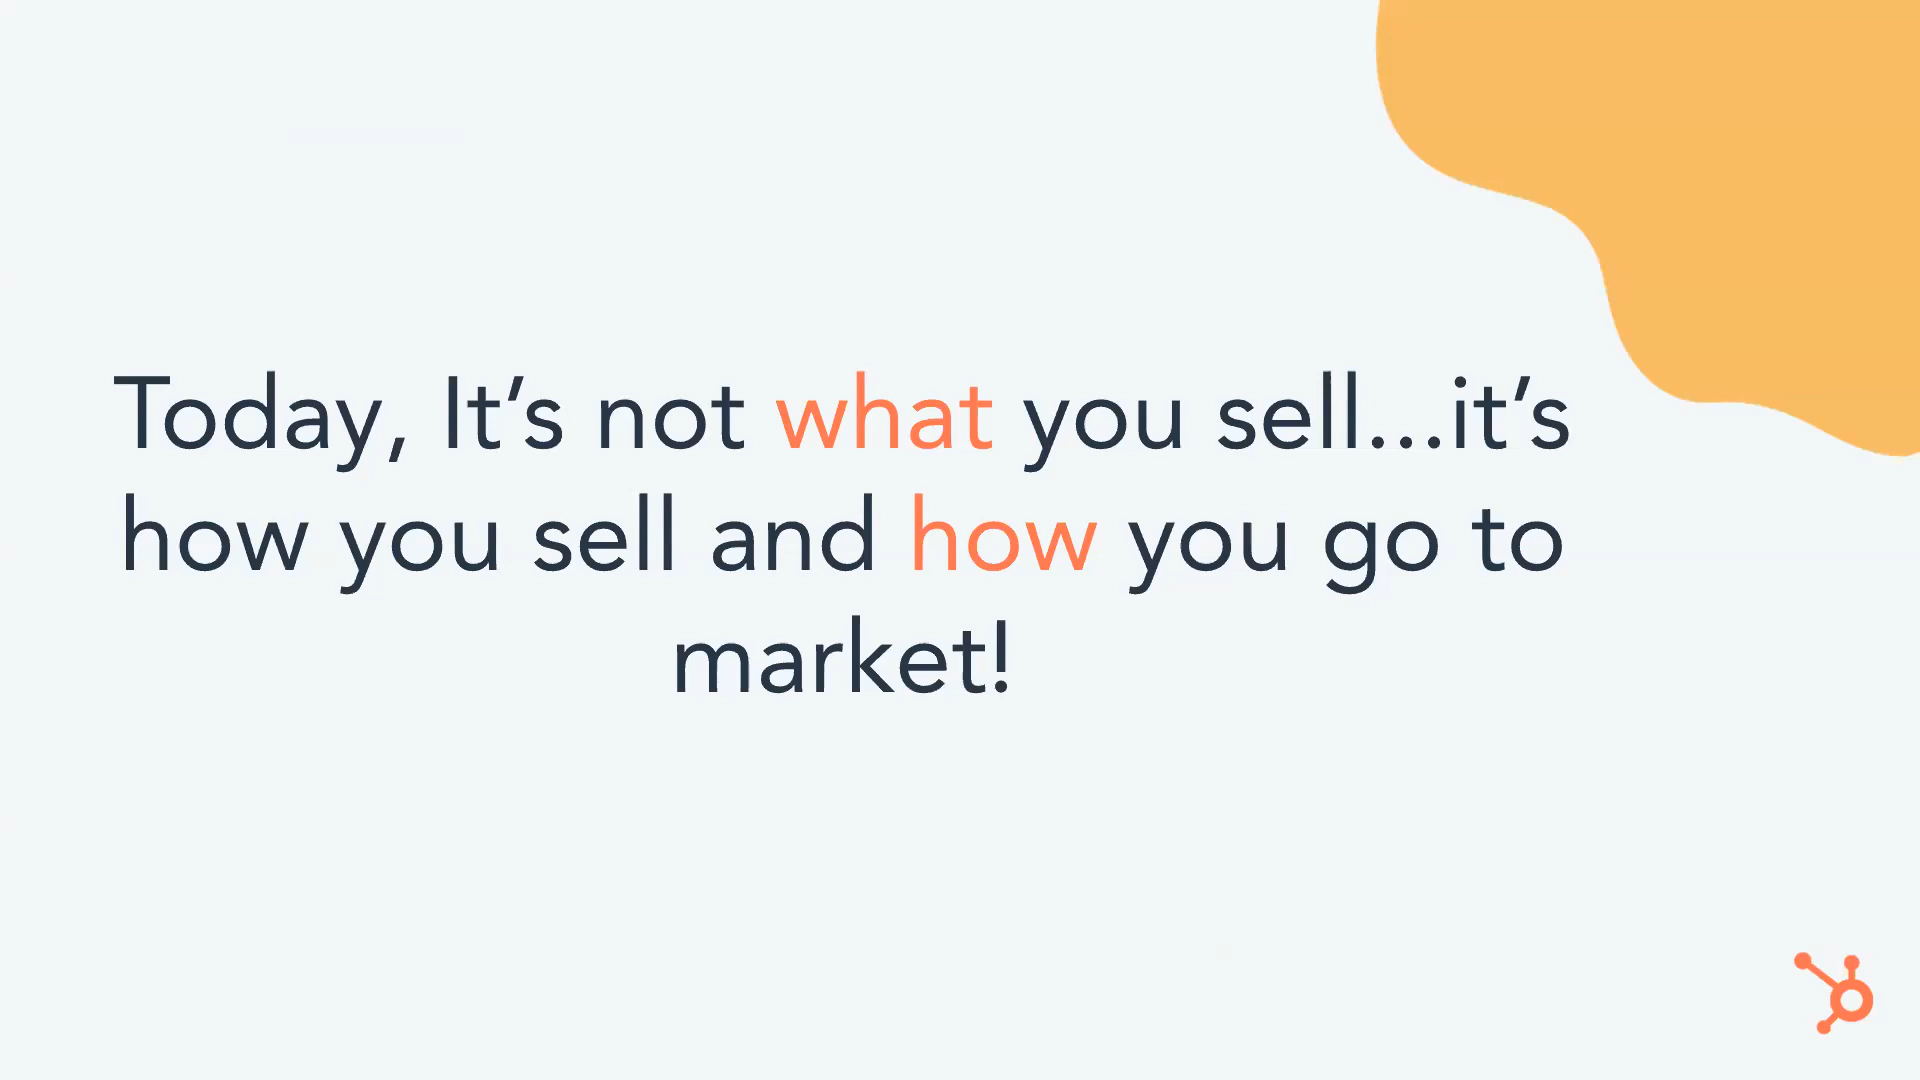 Today, It’s not what you sell...it’s
how you sell and how you go to
market!